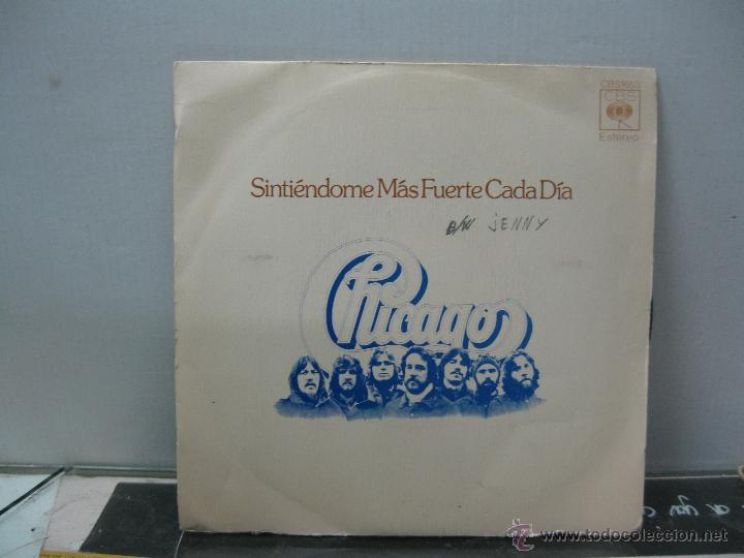 CBS
Estéreo
Sintiéndome Más Fuerte Cada Día
B/W JENNY
Chicago
www.todocoleccion.net